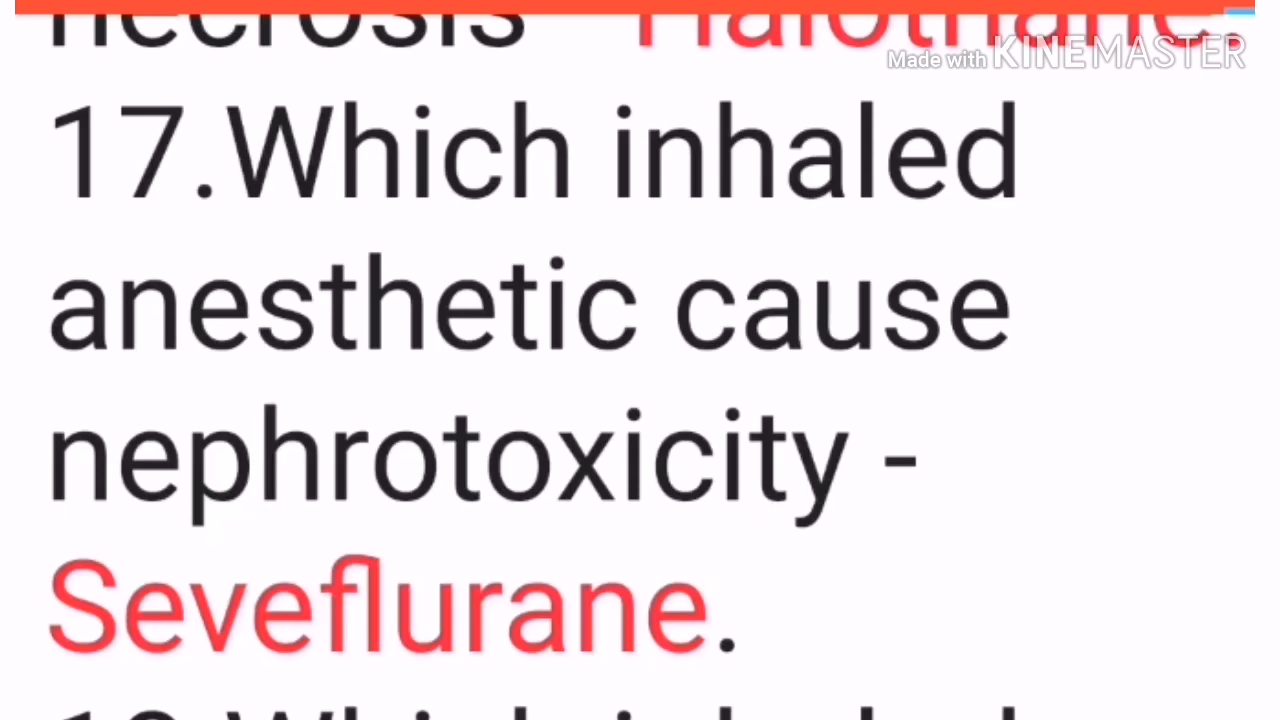 necrosis - Halothane.
Made with KINEMASTER
17.Which inhaled
anesthetic cause
nephrotoxicity -
Seveflurane.